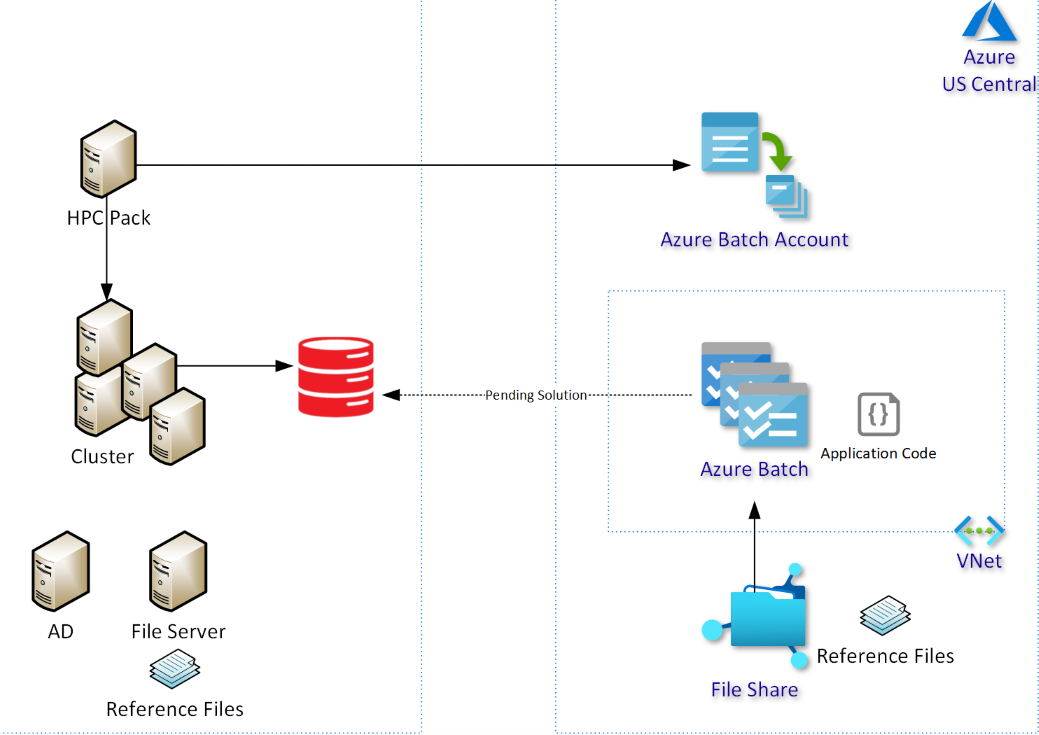 Azure
US Central
HPC Pack
Azure Batch Account
Pending Solution
Cluster
{}
Application Code
Azure Batch
VNet
AD
File Server
Reference Files
Reference Files
File Share